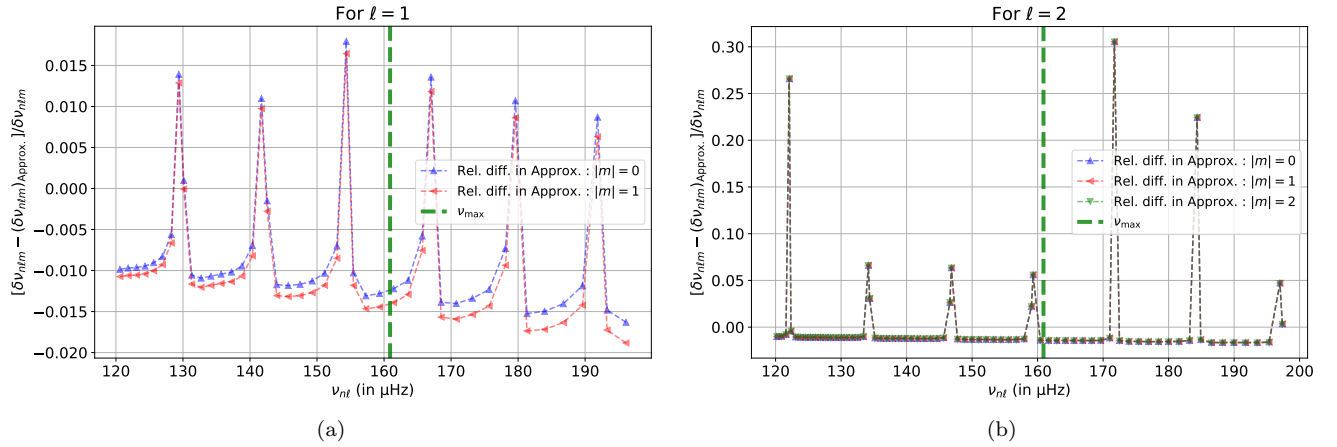 For ℓ = 1
[δν_{nℓm} − (δν_{nℓm})_{Approx.}]/δν_{nℓm}
0.015
0.010
0.005
0.000
−0.005
−0.010
−0.015
−0.020
Rel. diff. in Approx. : |m| = 0
Rel. diff. in Approx. : |m| = 1
ν_{max}
120 130 140 150 160 170 180 190
ν_{nℓ} (in μHz)
(a)
For ℓ = 2
[δν_{nℓm} − (δν_{nℓm})_{Approx.}]/δν_{nℓm}
0.30
0.25
0.20
0.15
0.10
0.05
0.00
Rel. diff. in Approx. : |m| = 0
Rel. diff. in Approx. : |m| = 1
Rel. diff. in Approx. : |m| = 2
ν_{max}
120 130 140 150 160 170 180 190 200
ν_{nℓ} (in μHz)
(b)